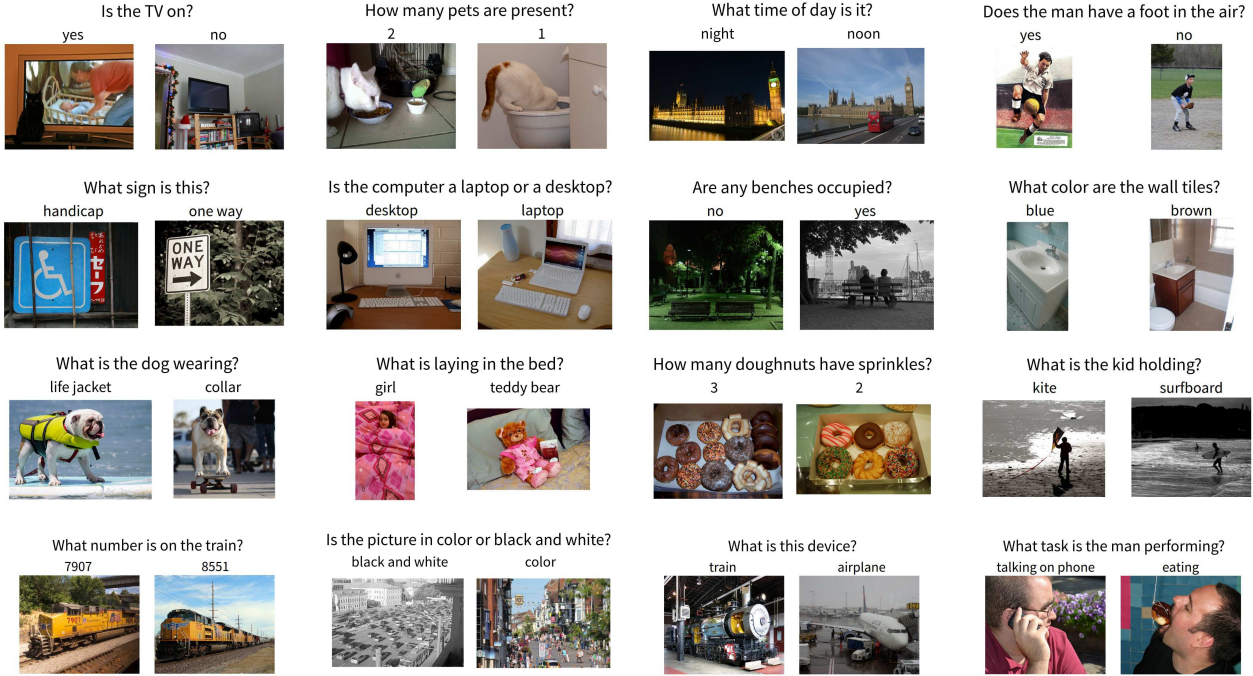 Is the TV on?
yes no
How many pets are present?
2 1
What time of day is it?
night noon
Does the man have a foot in the air?
yes no
What sign is this?
handicap one way
セーフ
ONE
WAY
Is the computer a laptop or a desktop?
desktop laptop
Are any benches occupied?
no yes
What color are the wall tiles?
blue brown
What is the dog wearing?
life jacket collar
What is laying in the bed?
girl teddy bear
How many doughnuts have sprinkles?
3 2
What is the kid holding?
kite surfboard
What number is on the train?
7907 8551
7907
Is the picture in color or black and white?
black and white color
What is this device?
train airplane
What task is the man performing?
talking on phone eating